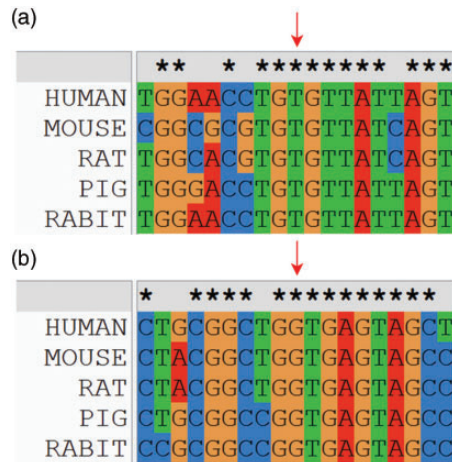 (a)
** * ******** ***
HUMAN TGGAACCTGTGTTATTAGT
MOUSE CGGCGCGTGTGTTATCAGT
RAT TGGCACGTGTGTTATCAGT
PIG TGGGACCTGTGTTATTAGT
RABIT TGGAACCTGTGTTATTAGT
(b)
* **** **********
HUMAN CTGCGGCTGGTGAGTAGCT
MOUSE CTACGGCTGGTGAGTAGCC
RAT CTACGGCTGGTGAGTAGCC
PIG CTGCGGCCGGTGAGTAGCC
RABIT CCGCGGCCGGTGAGTAGCC